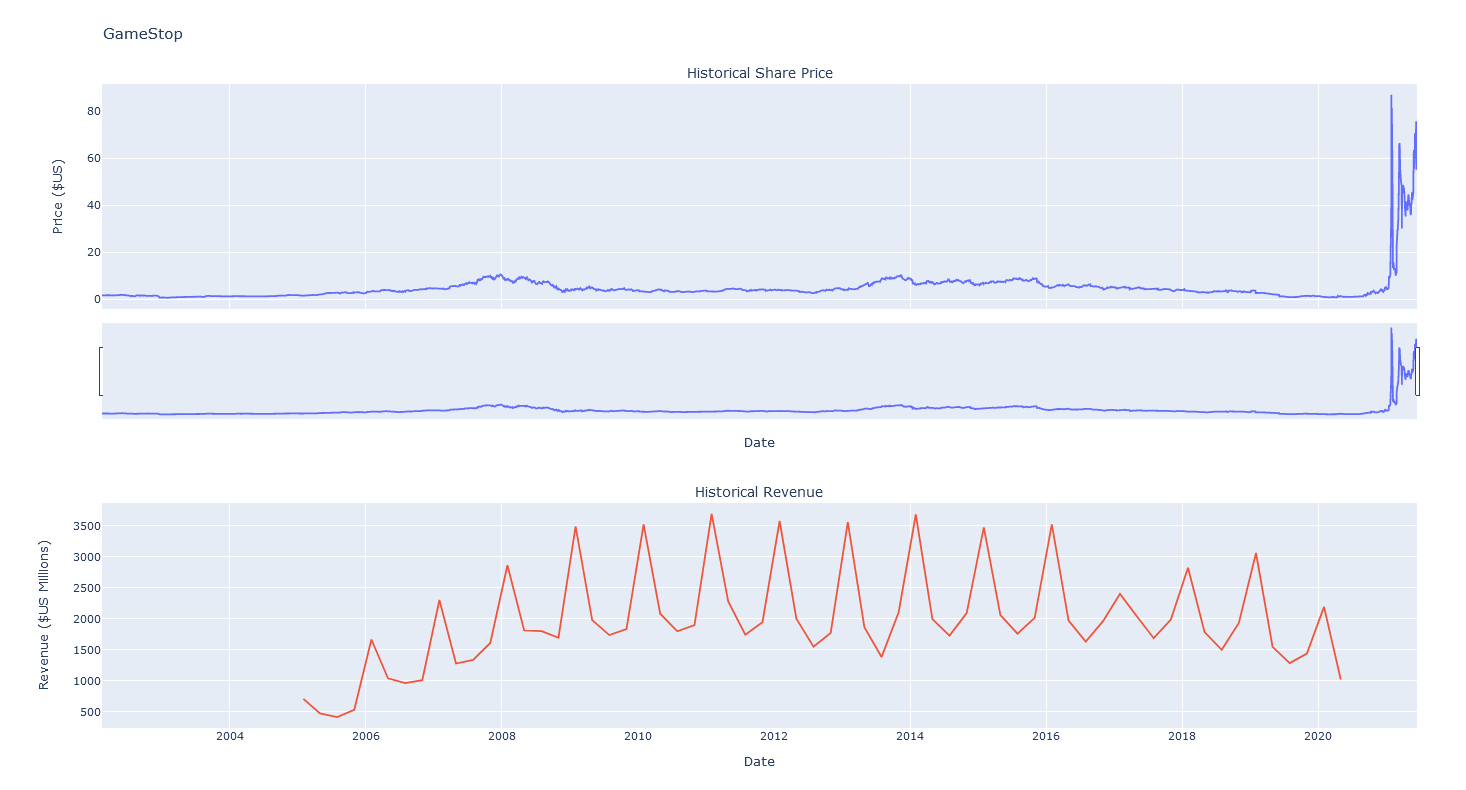 GameStop
Historical Share Price
Price ($US)
80
60
40
20
0
Date
Historical Revenue
Revenue ($US Millions)
3500
3000
2500
2000
1500
1000
500
2004 2006 2008 2010 2012 2014 2016 2018 2020
Date